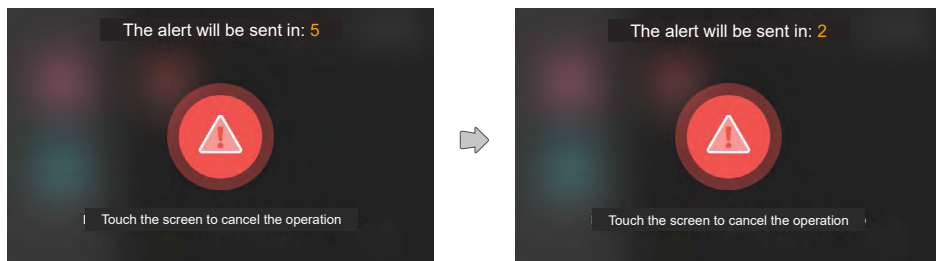 The alert will be sent in: 5
Touch the screen to cancel the operation
The alert will be sent in: 2
Touch the screen to cancel the operation